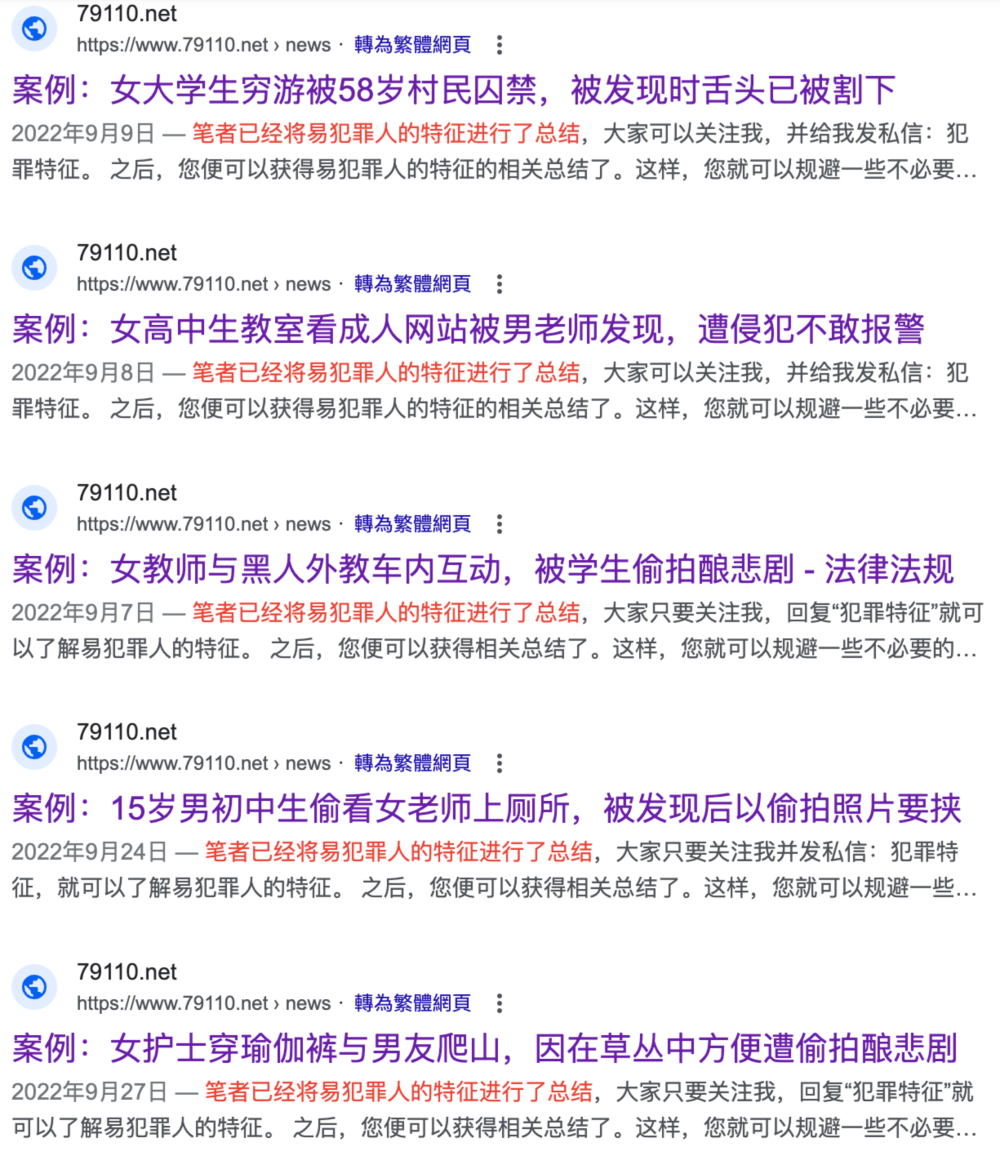 79110.net
https://www.79110.net › news · 轉為繁體網頁
案例：女大学生穷游被58岁村民囚禁，被发现时舌头已被割下
2022年9月9日 — 笔者已经将易犯罪人的特征进行了总结，大家可以关注我，并给我发私信：犯
罪特征。 之后，您便可以获得易犯罪人的特征的相关总结了。这样，您就可以规避一些不必要...
79110.net
https://www.79110.net › news · 轉為繁體網頁
案例：女高中生教室看成人网站被男老师发现，遭侵犯不敢报警
2022年9月8日 — 笔者已经将易犯罪人的特征进行了总结，大家可以关注我，并给我发私信：犯
罪特征。 之后，您便可以获得易犯罪人的特征的相关总结了。这样，您就可以规避一些不必要...
79110.net
https://www.79110.net › news · 轉為繁體網頁
案例：女教师与黑人外教车内互动，被学生偷拍酿悲剧 - 法律法规
2022年9月7日 — 笔者已经将易犯罪人的特征进行了总结，大家只要关注我，回复“犯罪特征”就可
以了解易犯罪人的特征。 之后，您便可以获得相关总结了。这样，您就可以规避一些不必要的...
79110.net
https://www.79110.net › news · 轉為繁體網頁
案例：15岁男初中生偷看女老师上厕所，被发现后以偷拍照片要挟
2022年9月24日 — 笔者已经将易犯罪人的特征进行了总结，大家只要关注我并发私信：犯罪特
征，就可以了解易犯罪人的特征。 之后，您便可以获得相关总结了。这样，您就可以规避一些...
79110.net
https://www.79110.net › news · 轉為繁體網頁
案例：女护士穿瑜伽裤与男友爬山，因在草丛中方便遭偷拍酿悲剧
2022年9月27日 — 笔者已经将易犯罪人的特征进行了总结，大家只要关注我，回复“犯罪特征”就
可以了解易犯罪人的特征。 之后，您便可以获得相关总结了。这样，您就可以规避一些不必要...